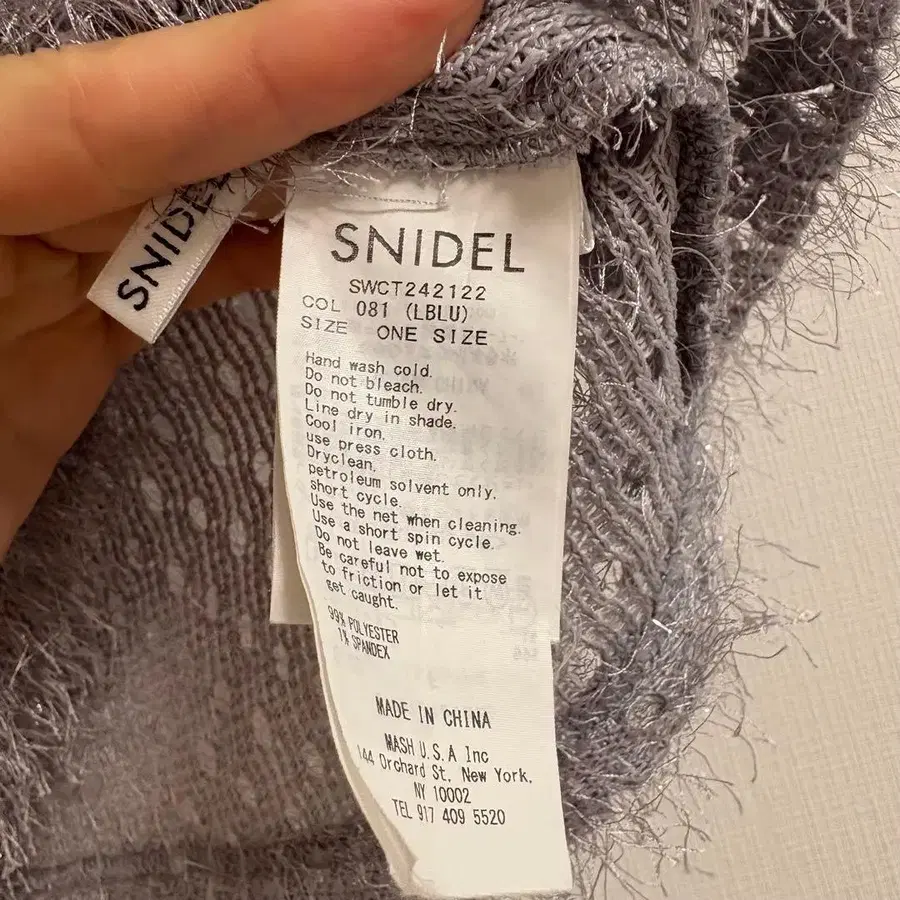 SNIDEL
SNIDEL
SWCT242122
COL 081 (LBLU)
SIZE ONE SIZE
Hand wash cold.
Do not bleach.
Do not tumble dry.
Line dry in shade.
Cool iron.
use press cloth.
Dryclean.
petroleum solvent only.
short cycle.
Use the net when cleaning.
Use a short spin cycle.
Do not leave wet.
Be careful not to expose
to friction or let it
get caught.
99% POLYESTER
1% SPANDEX
MADE IN CHINA
MASH U.S.A Inc
144 Orchard St, New York,
NY 10002
TEL 917 409 5520